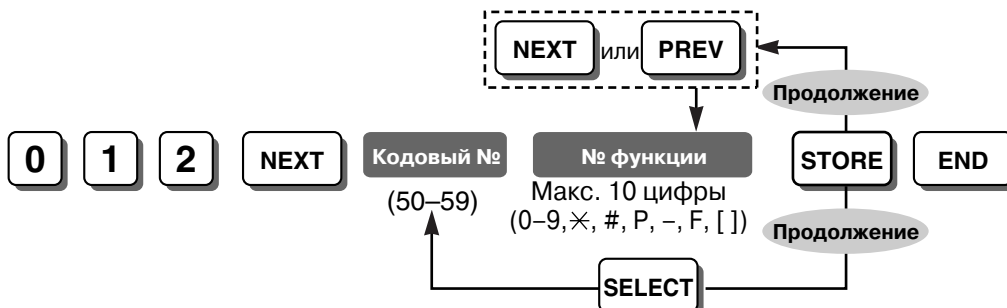 NEXT или PREV
Продолжение
0 1 2 NEXT Кодовый № № функции STORE END
(50–59)
Макс. 10 цифры
(0–9,✳, #, P, –, F, [ ])
Продолжение
SELECT